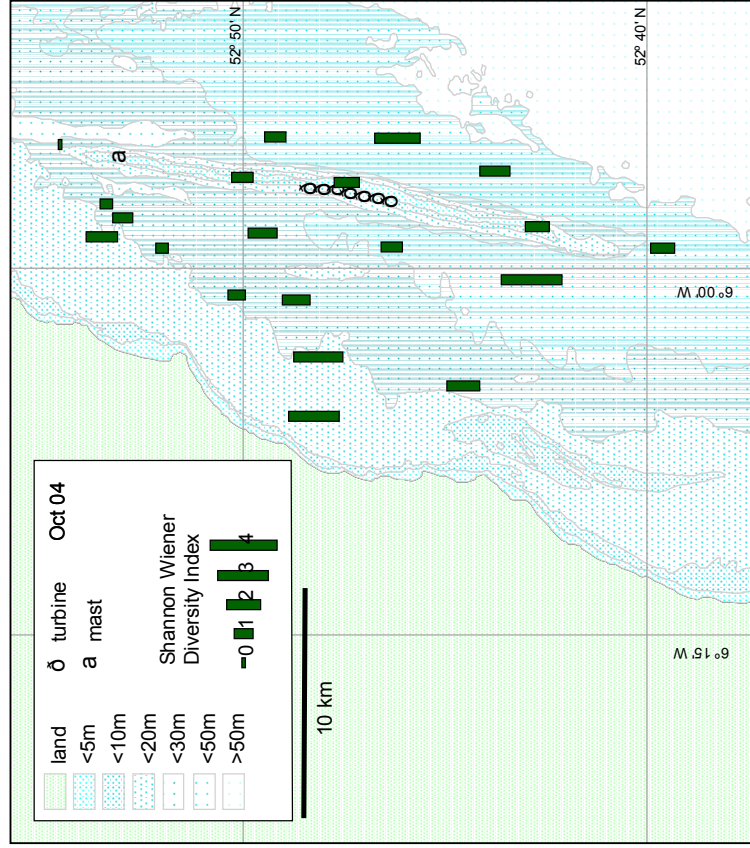 ð turbine Oct 04
a mast
land
<5m
<10m
<20m
<30m
<50m
>50m
Shannon Wiener
Diversity Index
0 1 2 3 4
10 km
a
52° 50' N
52° 40' N
6° 00' W
6° 15' W